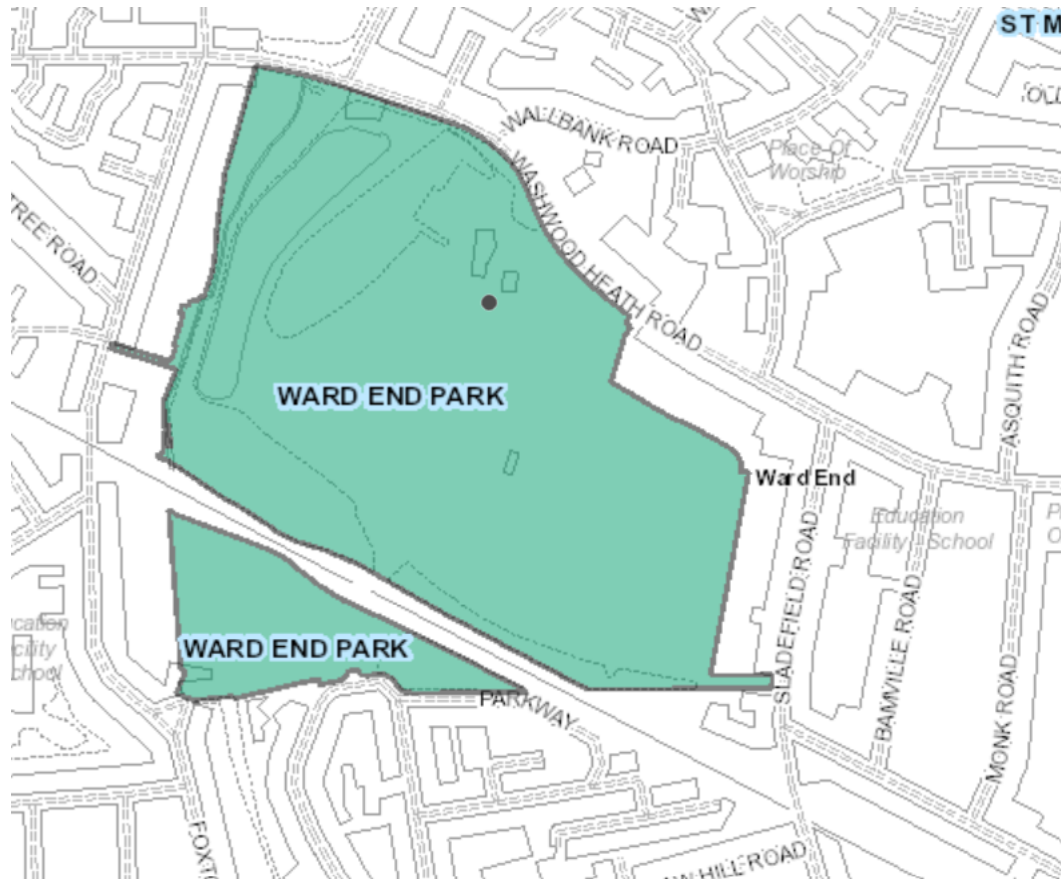 ST M
WALLBANK ROAD
Place Of
Worship
WASHWOOD HEATH ROAD
TREE ROAD
ASQUITH ROAD
WARD END PARK
Ward End
Education
Facility - School
SLADEFIELD ROAD
BAMVILLE ROAD
MONK ROAD
WARD END PARK
PARKWAY
HILL ROAD